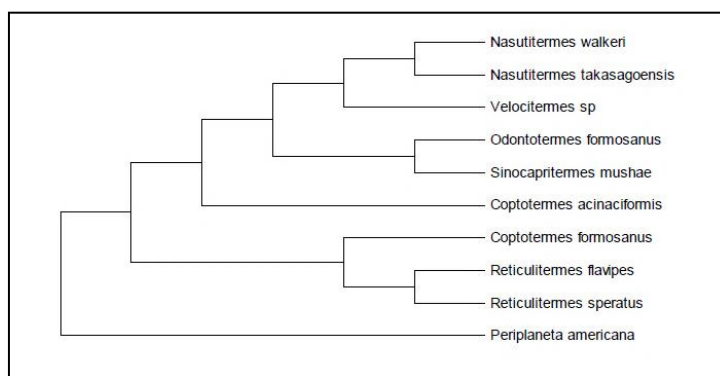 Nasutitermes walkeri
Nasutitermes takasagoensis
Velocitermes sp
Odontotermes formosanus
Sinocapritermes mushae
Coptotermes acinaciformis
Coptotermes formosanus
Reticulitermes flavipes
Reticulitermes speratus
Periplaneta americana